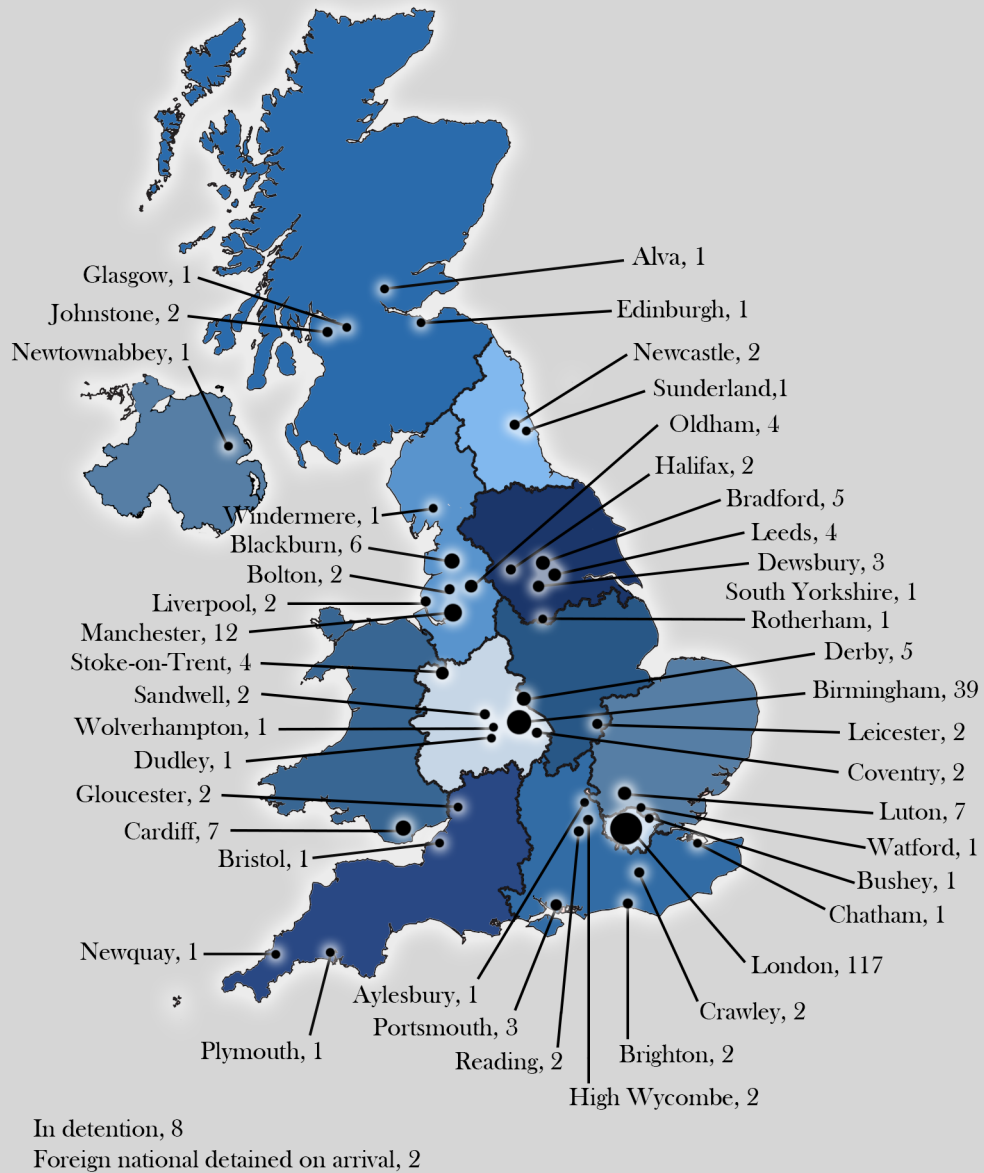 Alva, 1
Glasgow, 1
Johnstone, 2
Edinburgh, 1
Newtownabbey, 1
Newcastle, 2
Sunderland,1
Oldham, 4
Halifax, 2
Bradford, 5
Windermere, 1
Leeds, 4
Blackburn, 6
Dewsbury, 3
Bolton, 2
South Yorkshire, 1
Liverpool, 2
Rotherham, 1
Manchester, 12
Derby, 5
Stoke-on-Trent, 4
Birmingham, 39
Sandwell, 2
Wolverhampton, 1
Leicester, 2
Dudley, 1
Coventry, 2
Gloucester, 2
Luton, 7
Cardiff, 7
Watford, 1
Bristol, 1
Bushey, 1
Chatham, 1
Newquay, 1
London, 117
Aylesbury, 1
Crawley, 2
Portsmouth, 3
Plymouth, 1
Reading, 2
Brighton, 2
High Wycombe, 2
In detention, 8
Foreign national detained on arrival, 2